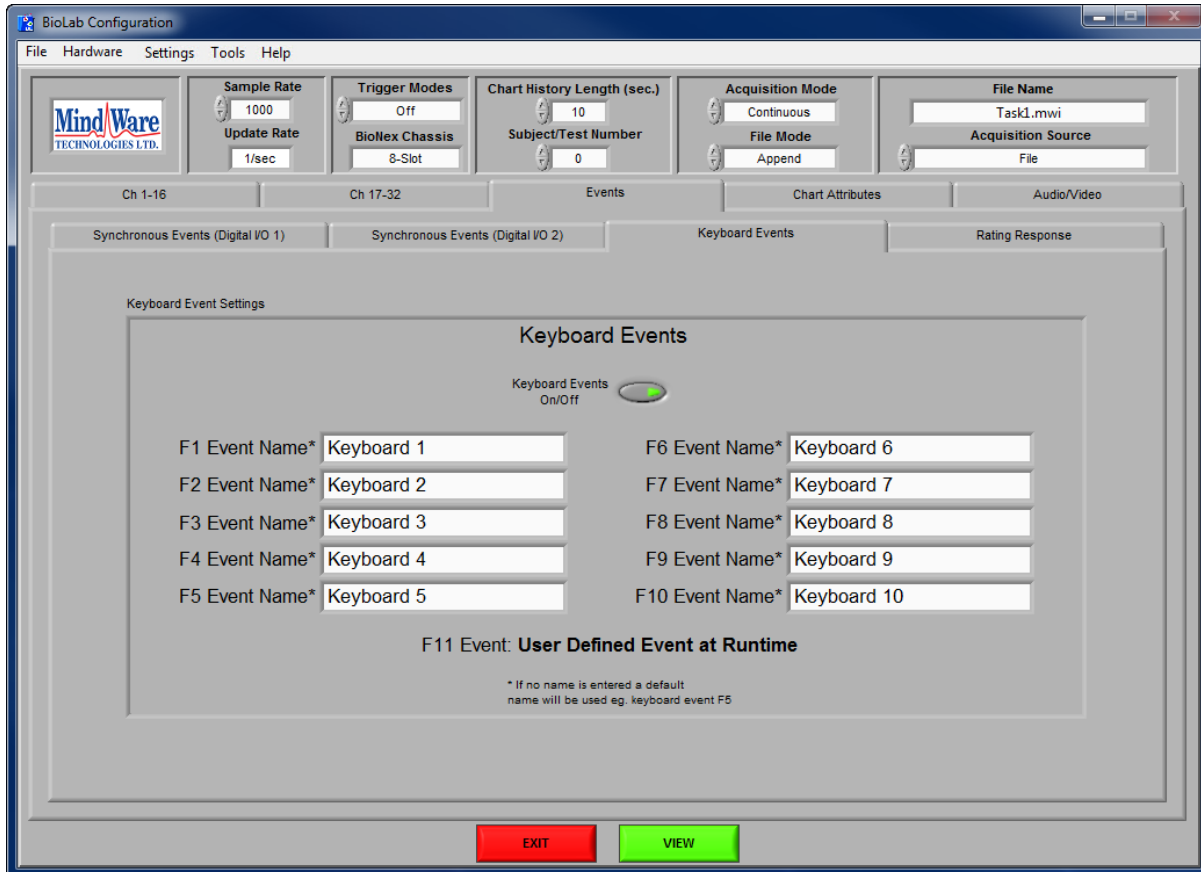 BioLab Configuration
File Hardware Settings Tools Help
MindWare
TECHNOLOGIES LTD.
Sample Rate
1000
Update Rate
1/sec
Trigger Modes
Off
BioNex Chassis
8-Slot
Chart History Length (sec.)
10
Subject/Test Number
0
Acquisition Mode
Continuous
File Mode
Append
File Name
Task1.mwi
Acquisition Source
File
Ch 1-16 Ch 17-32 Events Chart Attributes Audio/Video
Synchronous Events (Digital I/O 1) Synchronous Events (Digital I/O 2) Keyboard Events Rating Response
Keyboard Event Settings
Keyboard Events
Keyboard Events
On/Off
F1 Event Name* Keyboard 1
F2 Event Name* Keyboard 2
F3 Event Name* Keyboard 3
F4 Event Name* Keyboard 4
F5 Event Name* Keyboard 5
F6 Event Name* Keyboard 6
F7 Event Name* Keyboard 7
F8 Event Name* Keyboard 8
F9 Event Name* Keyboard 9
F10 Event Name* Keyboard 10
F11 Event: User Defined Event at Runtime
* If no name is entered a default
name will be used eg. keyboard event F5
EXIT VIEW